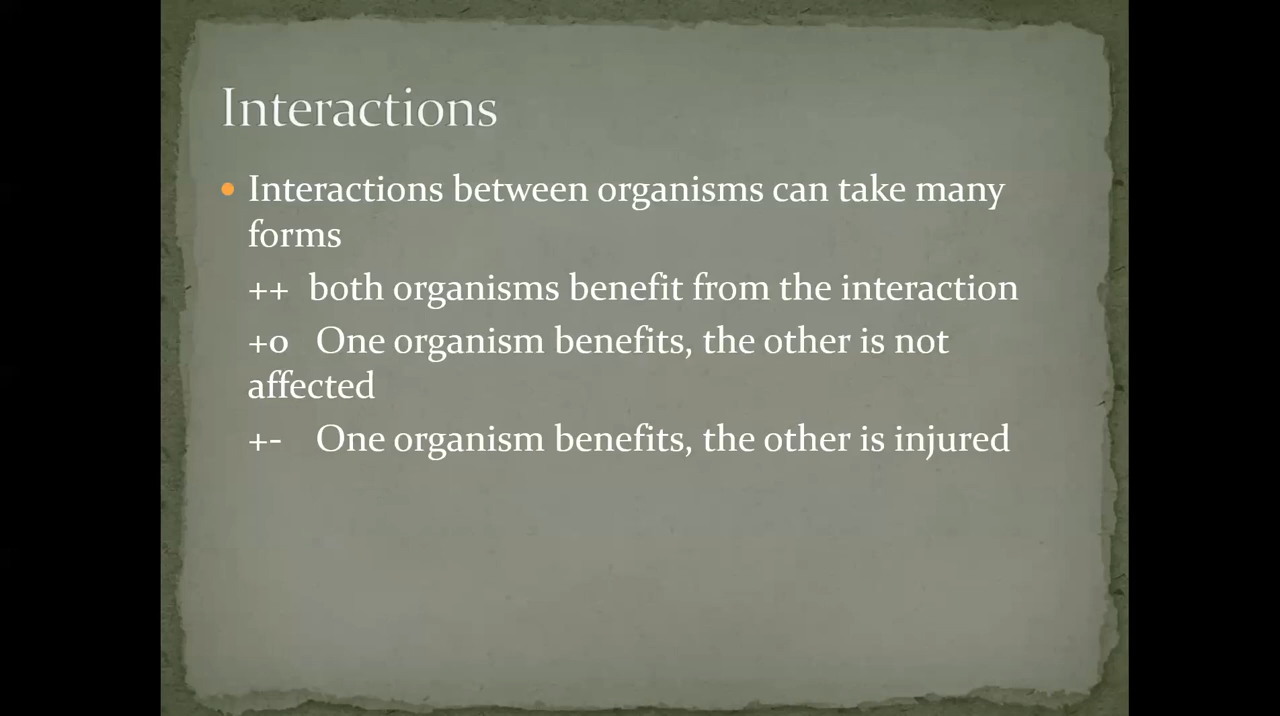 Interactions
• Interactions between organisms can take many
forms
++ both organisms benefit from the interaction
+0 One organism benefits, the other is not
affected
+- One organism benefits, the other is injured